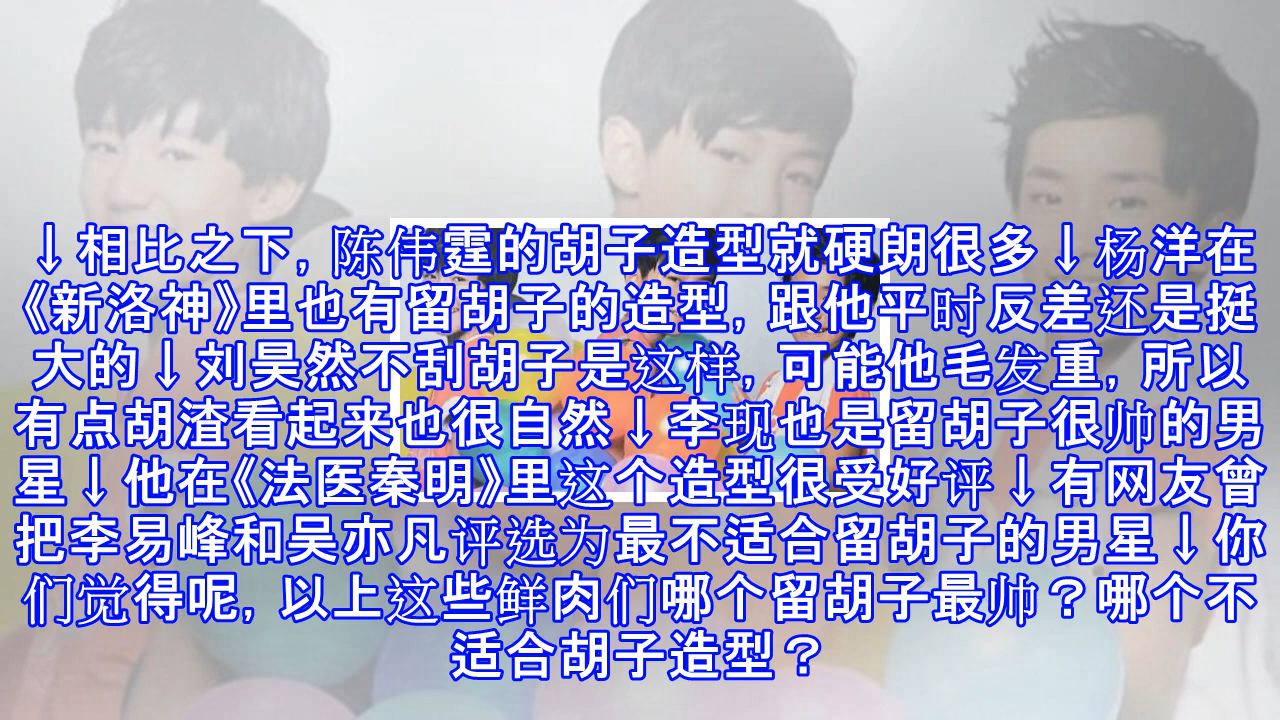 ↓相比之下,陈伟霆的胡子造型就硬朗很多↓杨洋在
《新洛神》里也有留胡子的造型,跟他平时反差还是挺
大的↓刘昊然不刮胡子是这样,可能他毛发重,所以
有点胡渣看起来也很自然↓李现也是留胡子很帅的男
星↓他在《法医秦明》里这个造型很受好评↓有网友曾
把李易峰和吴亦凡评选为最不适合留胡子的男星↓你
们觉得呢,以上这些鲜肉们哪个留胡子最帅？哪个不
适合胡子造型？